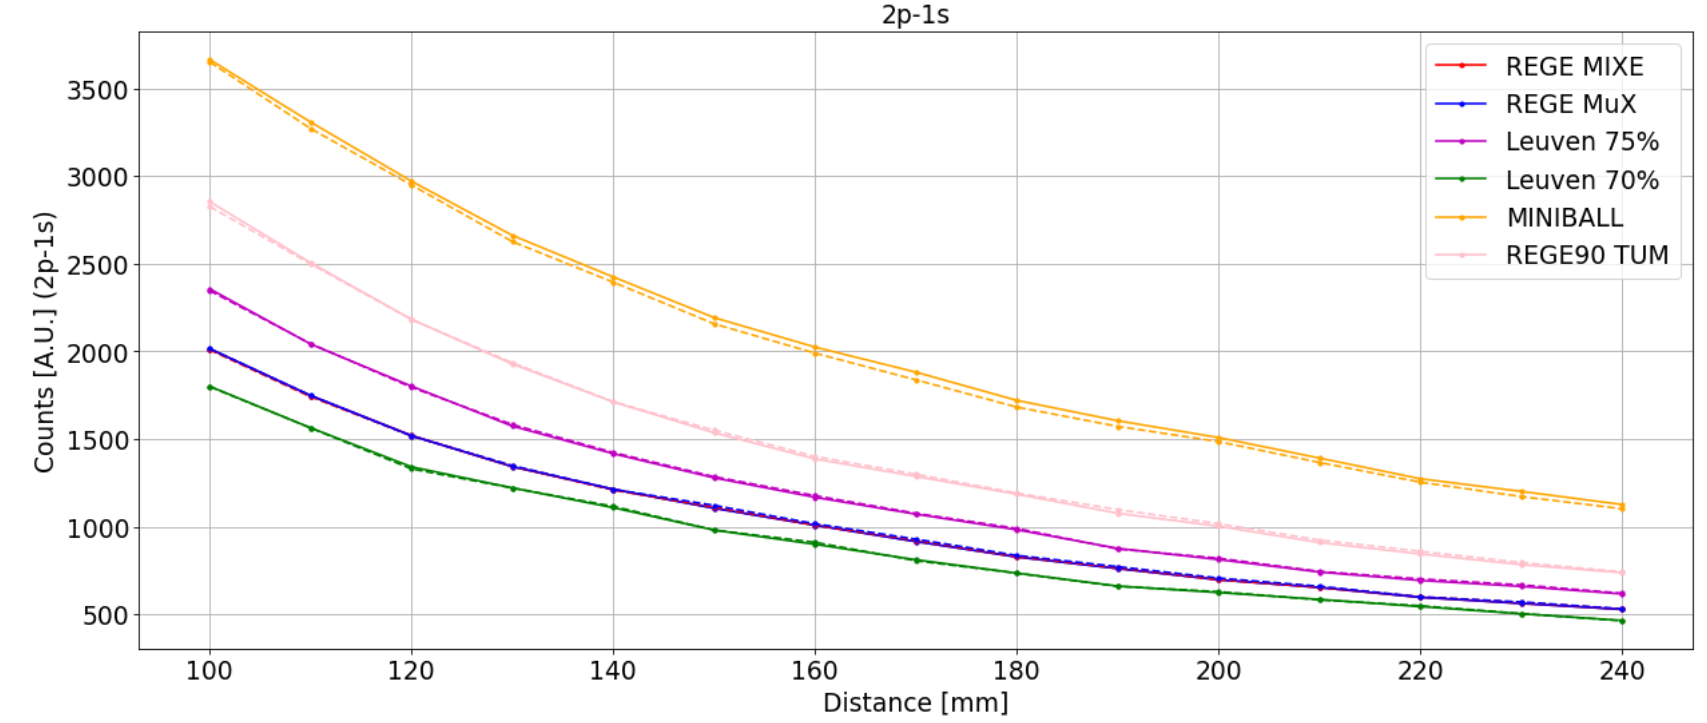 2p-1s
REGE MIXE
REGE MuX
Leuven 75%
Leuven 70%
MINIBALL
REGE90 TUM
Counts [A.U.] (2p-1s)
3500
3000
2500
2000
1500
1000
500
100 120 140 160 180 200 220 240
Distance [mm]